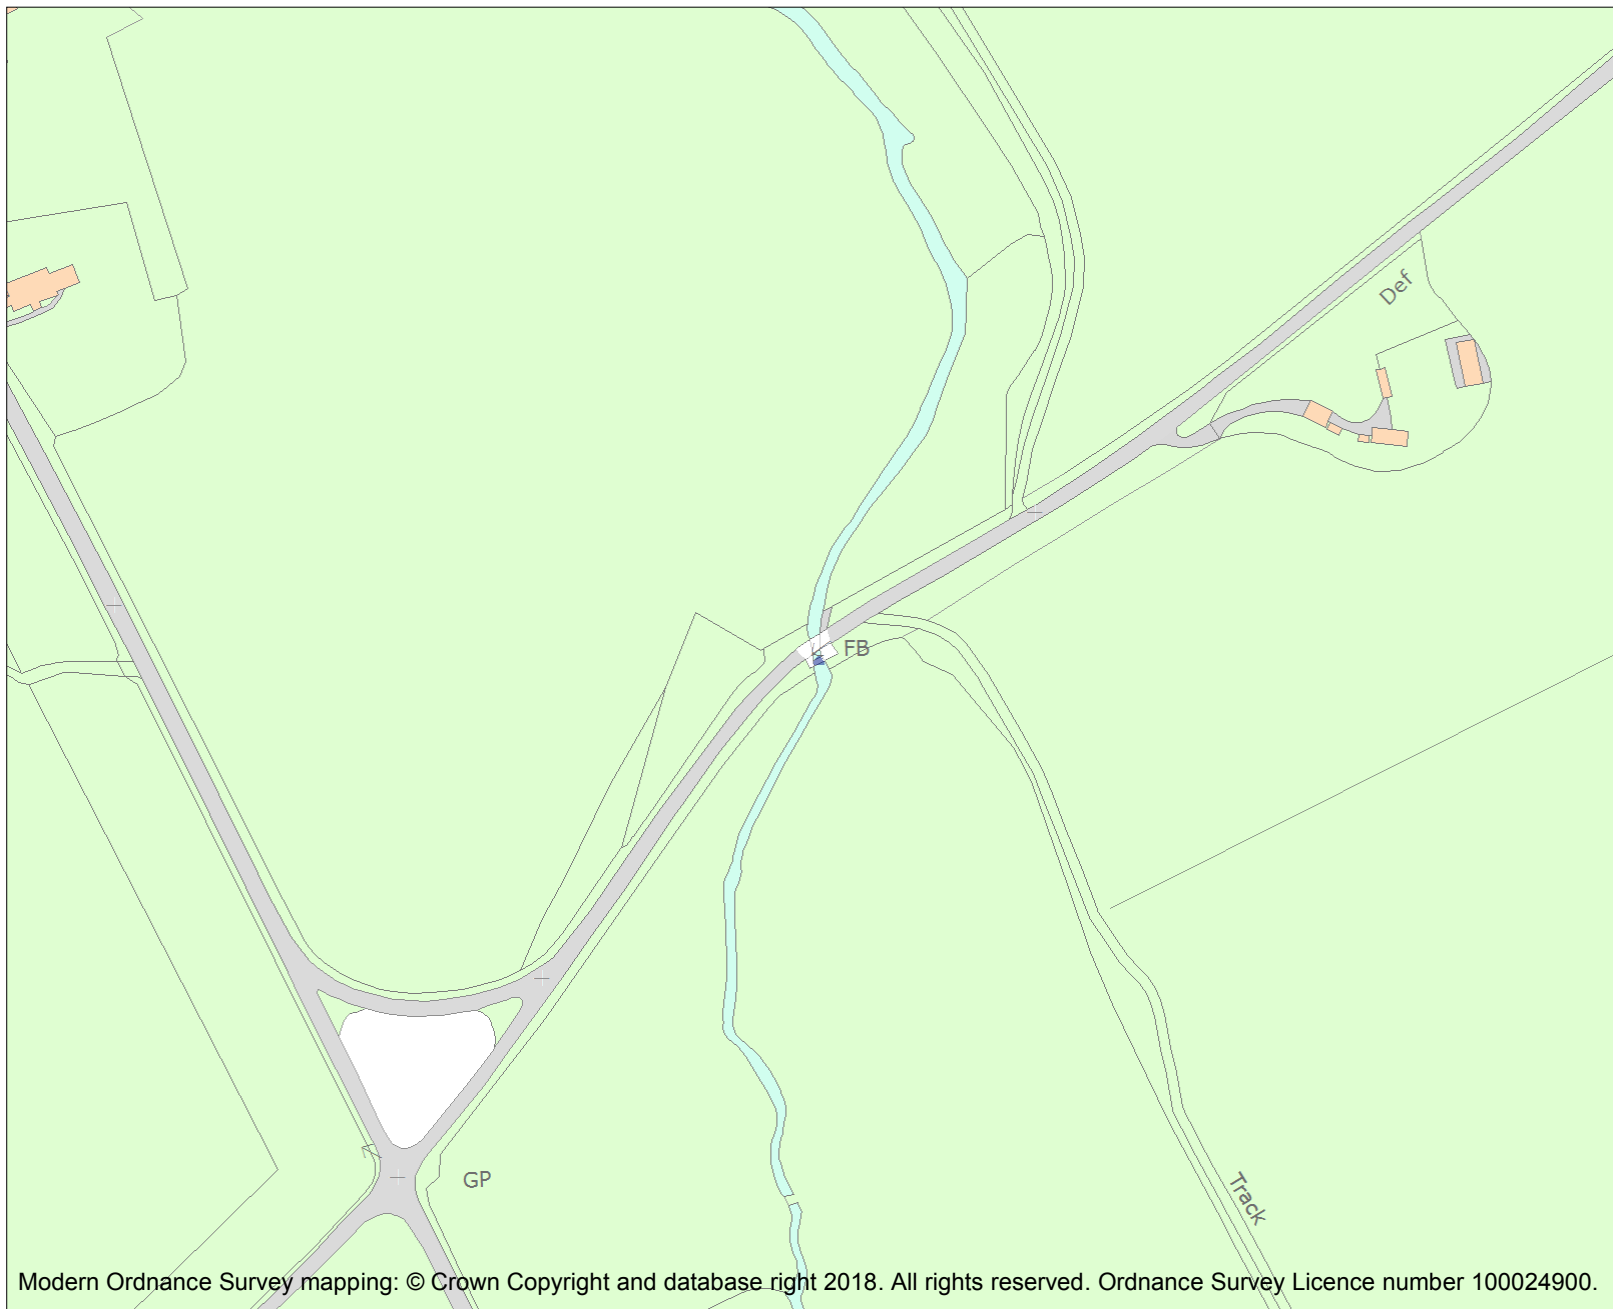 Def
FB
GP
Track
Modern Ordnance Survey mapping: © Crown Copyright and database right 2018. All rights reserved. Ordnance Survey Licence number 100024900.